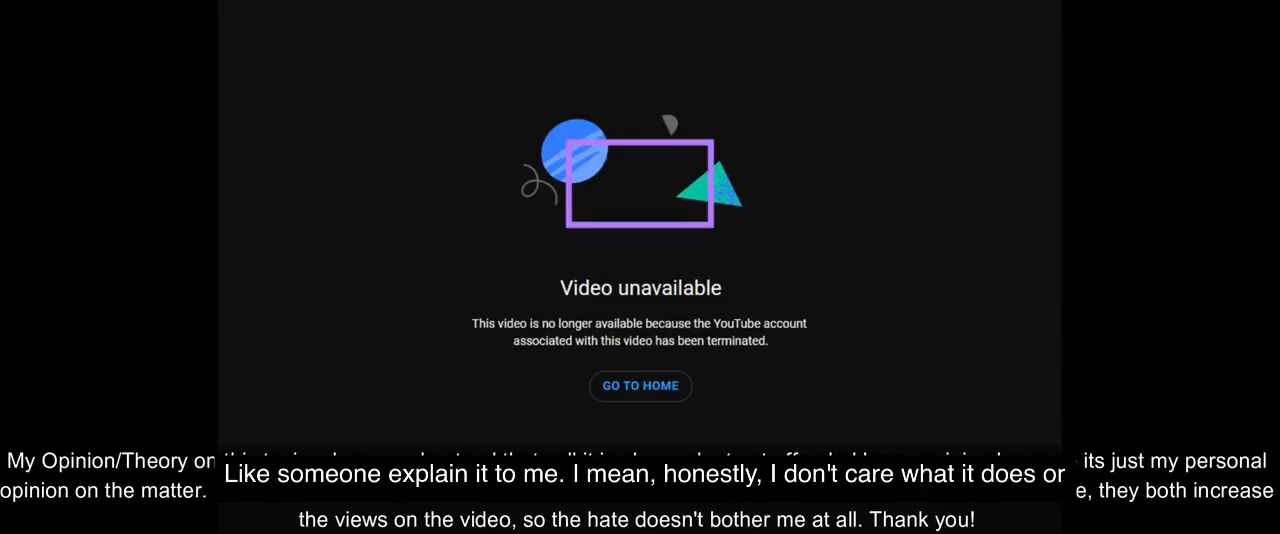 Video unavailable
This video is no longer available because the YouTube account
associated with this video has been terminated.
GO TO HOME
My Opinion/Theory on its just my personal
Like someone explain it to me. I mean, honestly, I don't care what it does or
opinion on the matter. they both increase
the views on the video, so the hate doesn't bother me at all. Thank you!